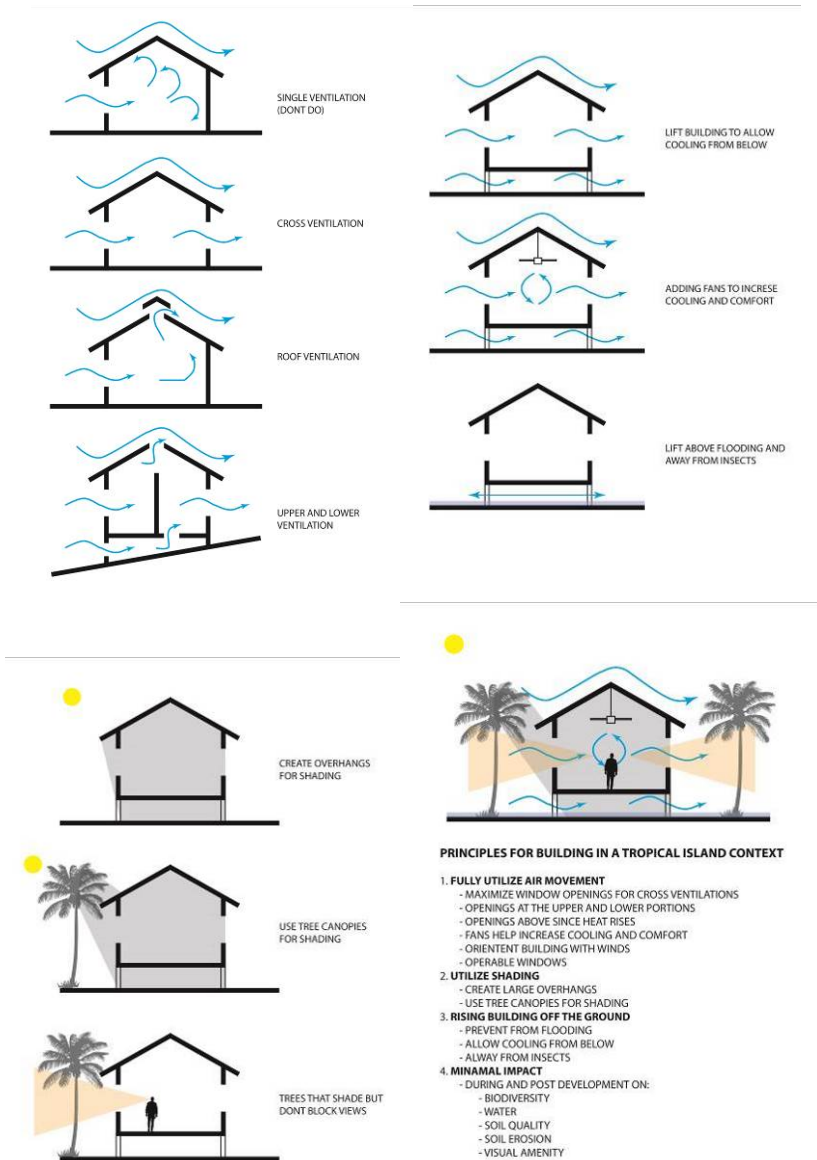 SINGLE VENTILATION
(DONT DO)
CROSS VENTILATION
ROOF VENTILATION
UPPER AND LOWER
VENTILATION
LIFT BUILDING TO ALLOW
COOLING FROM BELOW
ADDING FANS TO INCRESE
COOLING AND COMFORT
LIFT ABOVE FLOODING AND
AWAY FROM INSECTS
CREATE OVERHANGS
FOR SHADING
USE TREE CANOPIES
FOR SHADING
TREES THAT SHADE BUT
DONT BLOCK VIEWS
PRINCIPLES FOR BUILDING IN A TROPICAL ISLAND CONTEXT
1. FULLY UTILIZE AIR MOVEMENT
- MAXIMIZE WINDOW OPENINGS FOR CROSS VENTILATIONS
- OPENINGS AT THE UPPER AND LOWER PORTIONS
- OPENINGS ABOVE SINCE HEAT RISES
- FANS HELP INCREASE COOLING AND COMFORT
- ORIENTENT BUILDING WITH WINDS
- OPERABLE WINDOWS
2. UTILIZE SHADING
- CREATE LARGE OVERHANGS
- USE TREE CANOPIES FOR SHADING
3. RISING BUILDING OFF THE GROUND
- PREVENT FROM FLOODING
- ALLOW COOLING FROM BELOW
- ALWAY FROM INSECTS
4. MINAMAL IMPACT
- DURING AND POST DEVELOPMENT ON:
- BIODIVERSITY
- WATER
- SOIL QUALITY
- SOIL EROSION
- VISUAL AMENITY